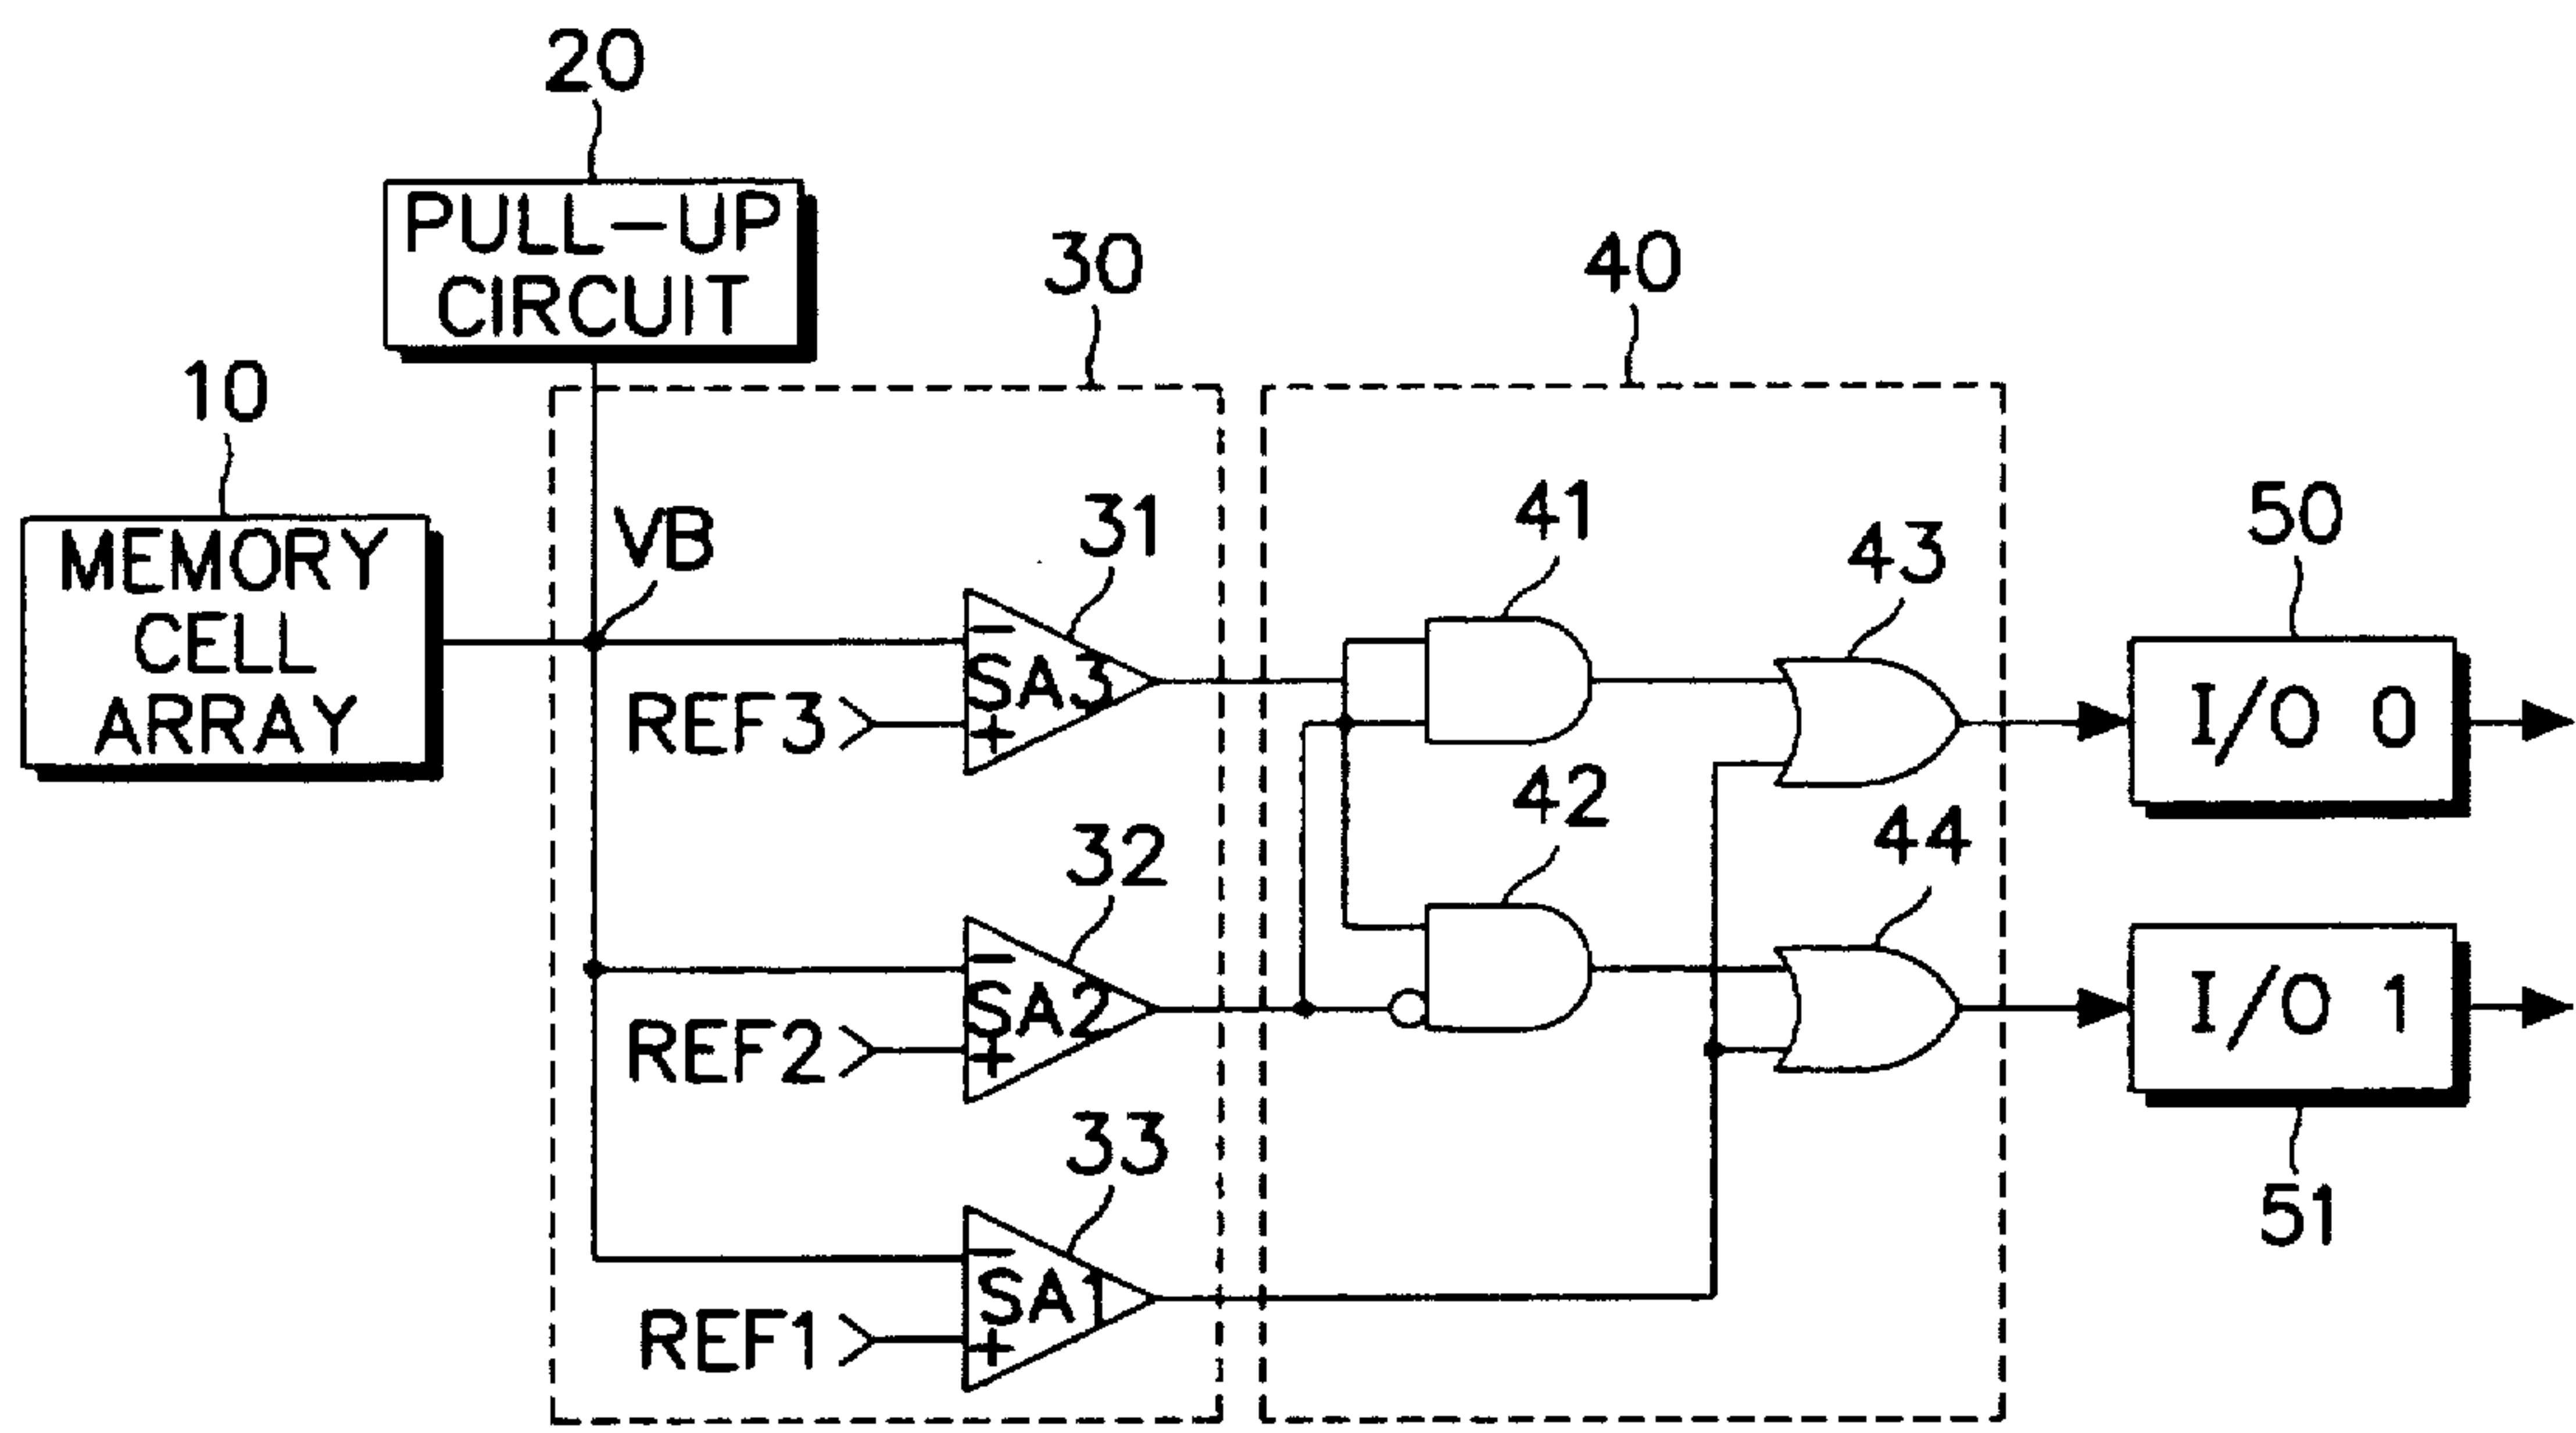 20
PULL-UP
CIRCUIT
30
40
10
MEMORY
CELL
ARRAY
VB
31
41
43
50
−
SA3
+
REF3
I/O 0
32
42
44
−
SA2
+
REF2
I/O 1
33
51
−
SA1
+
REF1